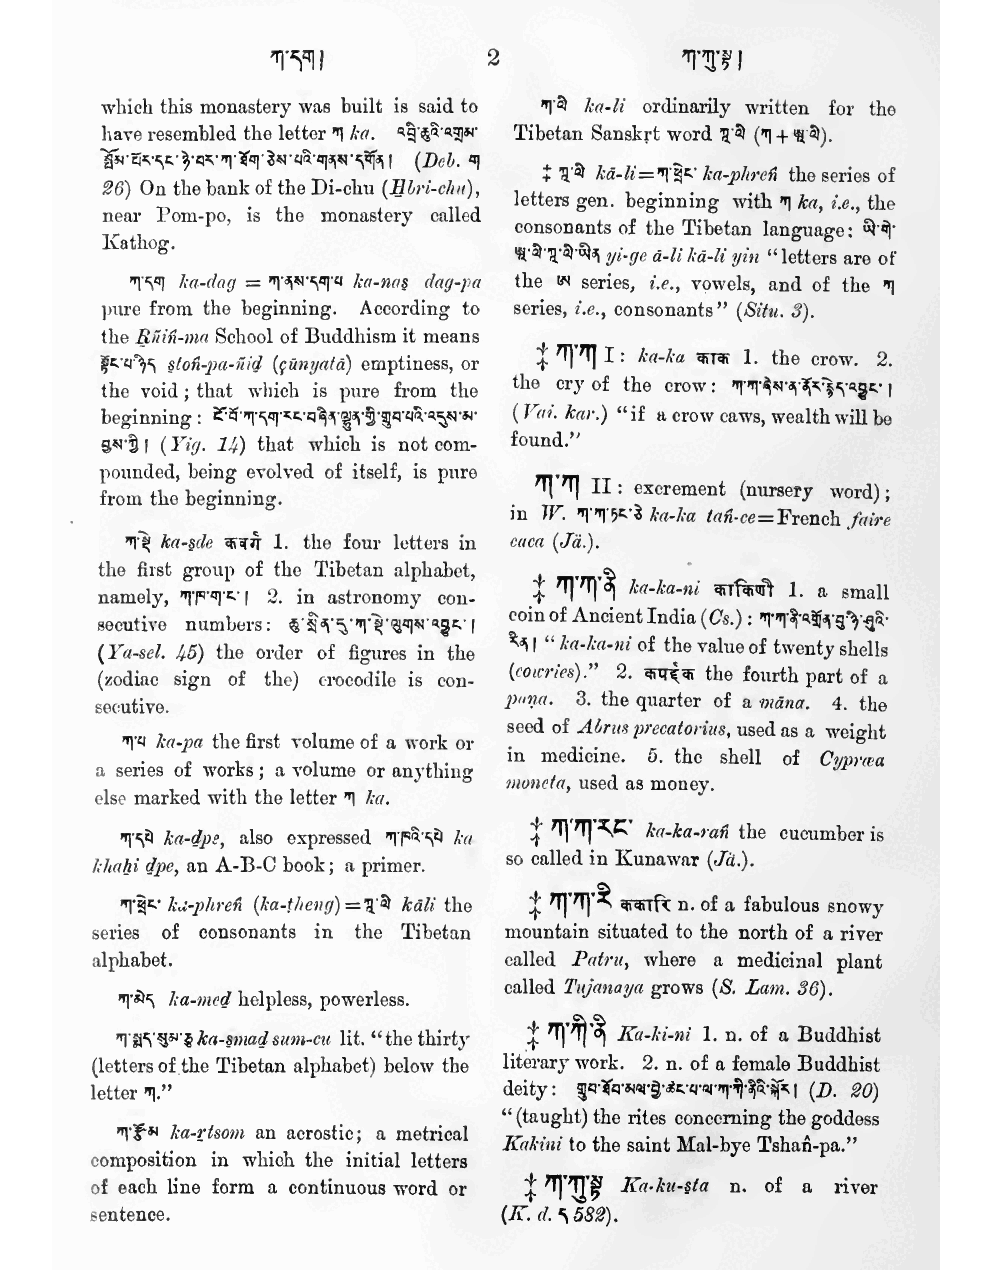 ཀ་དག།
2
ཀ་ཀུ་སྟ།
which this monastery was built is said to
have resembled the letter ཀ ka. འབྲི་ཆུའི་འགྲམ་
སྤོམ་པོར་དང་ཉེ་བར་ཀ་ཐོག་ཅེས་པའི་གནས་དགོན། (Deb. ག
26) On the bank of the Di-chu (Ḫbri-chu),
near Pom-po, is the monastery called
Kathog.
ཀ་དག ka-dag = ཀ་ནས་དག་པ ka-nas̱ dag-pa
pure from the beginning. According to
the Ṟñiṅ-ma School of Buddhism it means
སྟོང་པ་ཉིད s̱toṅ-pa-ñiḏ (çūnyatā) emptiness, or
the void; that which is pure from the
beginning: ངོ་བོ་ཀ་དག་རང་བཞིན་ལྷུན་གྱི་གྲུབ་པའི་འདུས་མ་
བྱས་ཀྱི། (Yig. 14) that which is not com-
pounded, being evolved of itself, is pure
from the beginning.
ཀ་སྡེ ka-s̱de कवर्ग 1. the four letters in
the first group of the Tibetan alphabet,
namely, ཀ་ཁ་ག་ང་། 2. in astronomy con-
secutive numbers: ཆུ་སྲིན་དུ་ཀ་སྡེ་ལུགས་འབྱུང་།
(Ya-sel. 45) the order of figures in the
(zodiac sign of the) crocodile is con-
secutive.
ཀ་པ ka-pa the first volume of a work or
a series of works; a volume or anything
else marked with the letter ཀ ka.
ཀ་དཔེ ka-ḏpe, also expressed ཀ་ཁའི་དཔེ ka
khaḥi ḏpe, an A-B-C book; a primer.
ཀ་ཕྲེང་ ka-phreṅ (ka-ṭheng)=ཀཱ་ལི kāli the
series of consonants in the Tibetan
alphabet.
ཀ་མེད ka-meḏ helpless, powerless.
ཀ་སྨད་སུམ་ཅུ ka-s̱maḏ sum-cu lit. “the thirty
(letters of the Tibetan alphabet) below the
letter ཀ.”
ཀ་རྩོམ ka-ṟtsom an acrostic; a metrical
composition in which the initial letters
of each line form a continuous word or
sentence.
ཀ་ལི ka-li ordinarily written for the
Tibetan Sanskṛt word ཀཱ་ལི (ཀ+ཨཱ་ལི).
‡ ཀཱ་ལི kā-li=ཀ་ཕྲེང་ ka-phreṅ the series of
letters gen. beginning with ཀ ka, i.e., the
consonants of the Tibetan language: ཡི་གེ་
ཨཱ་ལི་ཀཱ་ལི་ཡིན yi-ge ā-li kā-li yin “letters are of
the ཨ series, i.e., vowels, and of the ཀ
series, i.e., consonants” (Situ. 3).
‡ ཀ་ཀ I: ka-ka काक 1. the crow. 2.
the cry of the crow: ཀ་ཀ་ཞེས་ན་ནོར་རྙེད་འབྱུང་།
(Vai. kar.) “if a crow caws, wealth will be
found.”
ཀ་ཀ II: excrement (nursery word);
in W. ཀ་ཀ་ཏང་ཅེ ka-ka taṅ-ce=French faire
caca (Jä.).
‡ ཀ་ཀ་ནི ka-ka-ni काकिणी 1. a small
coin of Ancient India (Cs.): ཀ་ཀ་ནི་འགྲོན་བུ་ཉི་ཤུའི་
རིན། “ka-ka-ni of the value of twenty shells
(cowries).” 2. कपर्द्दक the fourth part of a
paṇa. 3. the quarter of a māna. 4. the
seed of Abrus precatorius, used as a weight
in medicine. 5. the shell of Cypræa
moneta, used as money.
‡ ཀ་ཀ་རང་ ka-ka-raṅ the cucumber is
so called in Kunawar (Jä.).
‡ ཀ་ཀ་རི ककारि n. of a fabulous snowy
mountain situated to the north of a river
called Patru, where a medicinal plant
called Tujanaya grows (S. Lam. 36).
‡ ཀ་ཀི་ནི Ka-ki-ni 1. n. of a Buddhist
literary work. 2. n. of a female Buddhist
deity: གྲུབ་ཐོབ་མལ་བྱེ་ཚང་པ་ལ་ཀ་ཀི་ནིའི་སྐོར། (D. 20)
“(taught) the rites concerning the goddess
Kakini to the saint Mal-bye Tshaṅ-pa.”
‡ ཀ་ཀུ་སྟ Ka-ku-s̱ta n. of a river
(K. d. ད 582).